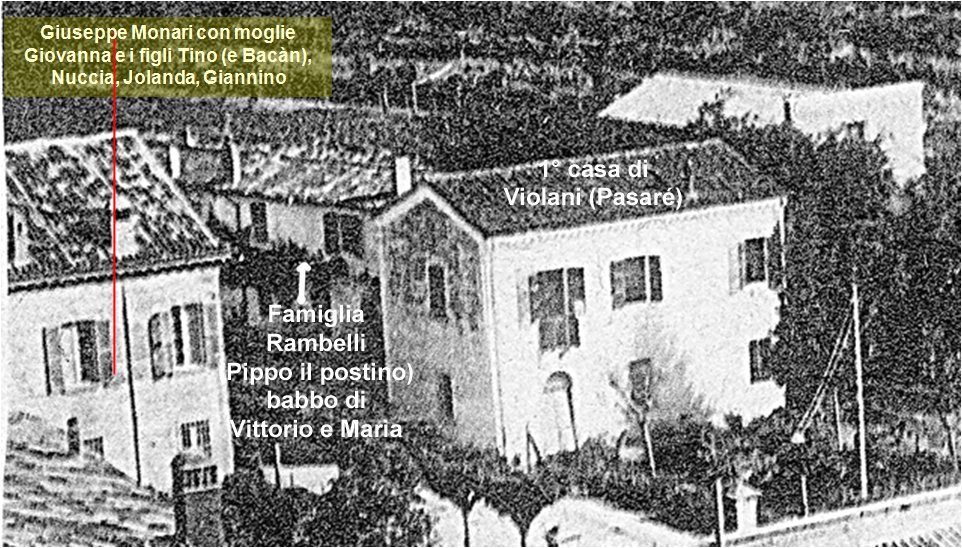 Giuseppe Monari con moglie
Giovanna e i figli Tino (e Bacàn),
Nuccia, Jolanda, Giannino
1° casa di
Violani (Pasaré)
Famiglia
Rambelli
Pippo il postino)
babbo di
Vittorio e Maria